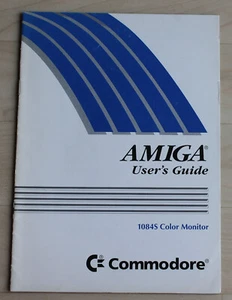 AMIGA®
User's Guide
1084S Color Monitor
Commodore®